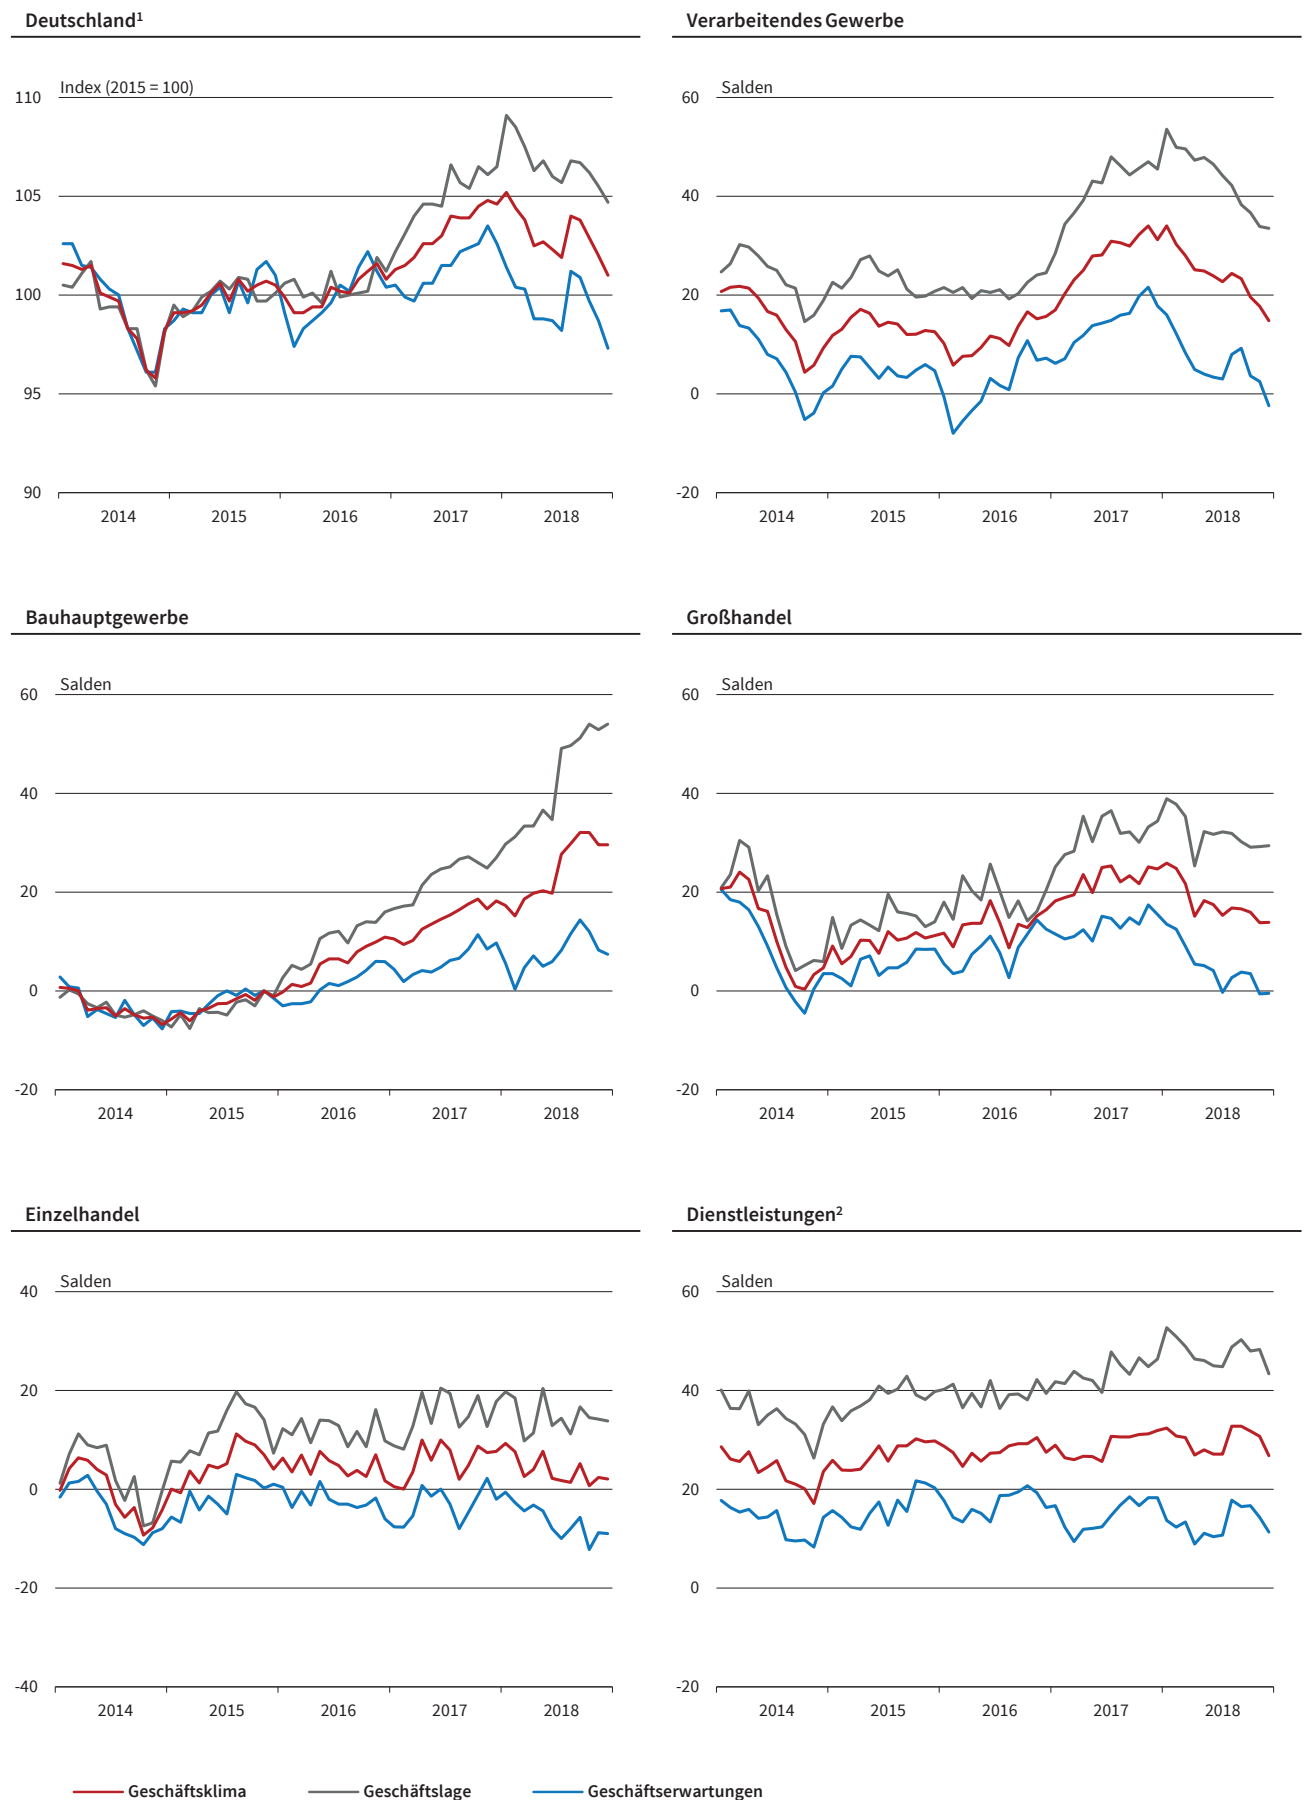 Deutschland¹
Index (2015 = 100)
110
105
100
95
90
2014 2015 2016 2017 2018
Verarbeitendes Gewerbe
Salden
60
40
20
0
-20
2014 2015 2016 2017 2018
Bauhauptgewerbe
Salden
60
40
20
0
-20
2014 2015 2016 2017 2018
Großhandel
Salden
60
40
20
0
-20
2014 2015 2016 2017 2018
Einzelhandel
Salden
40
20
0
-20
-40
2014 2015 2016 2017 2018
Dienstleistungen²
Salden
60
40
20
0
-20
2014 2015 2016 2017 2018
Geschäftsklima Geschäftslage Geschäftserwartungen